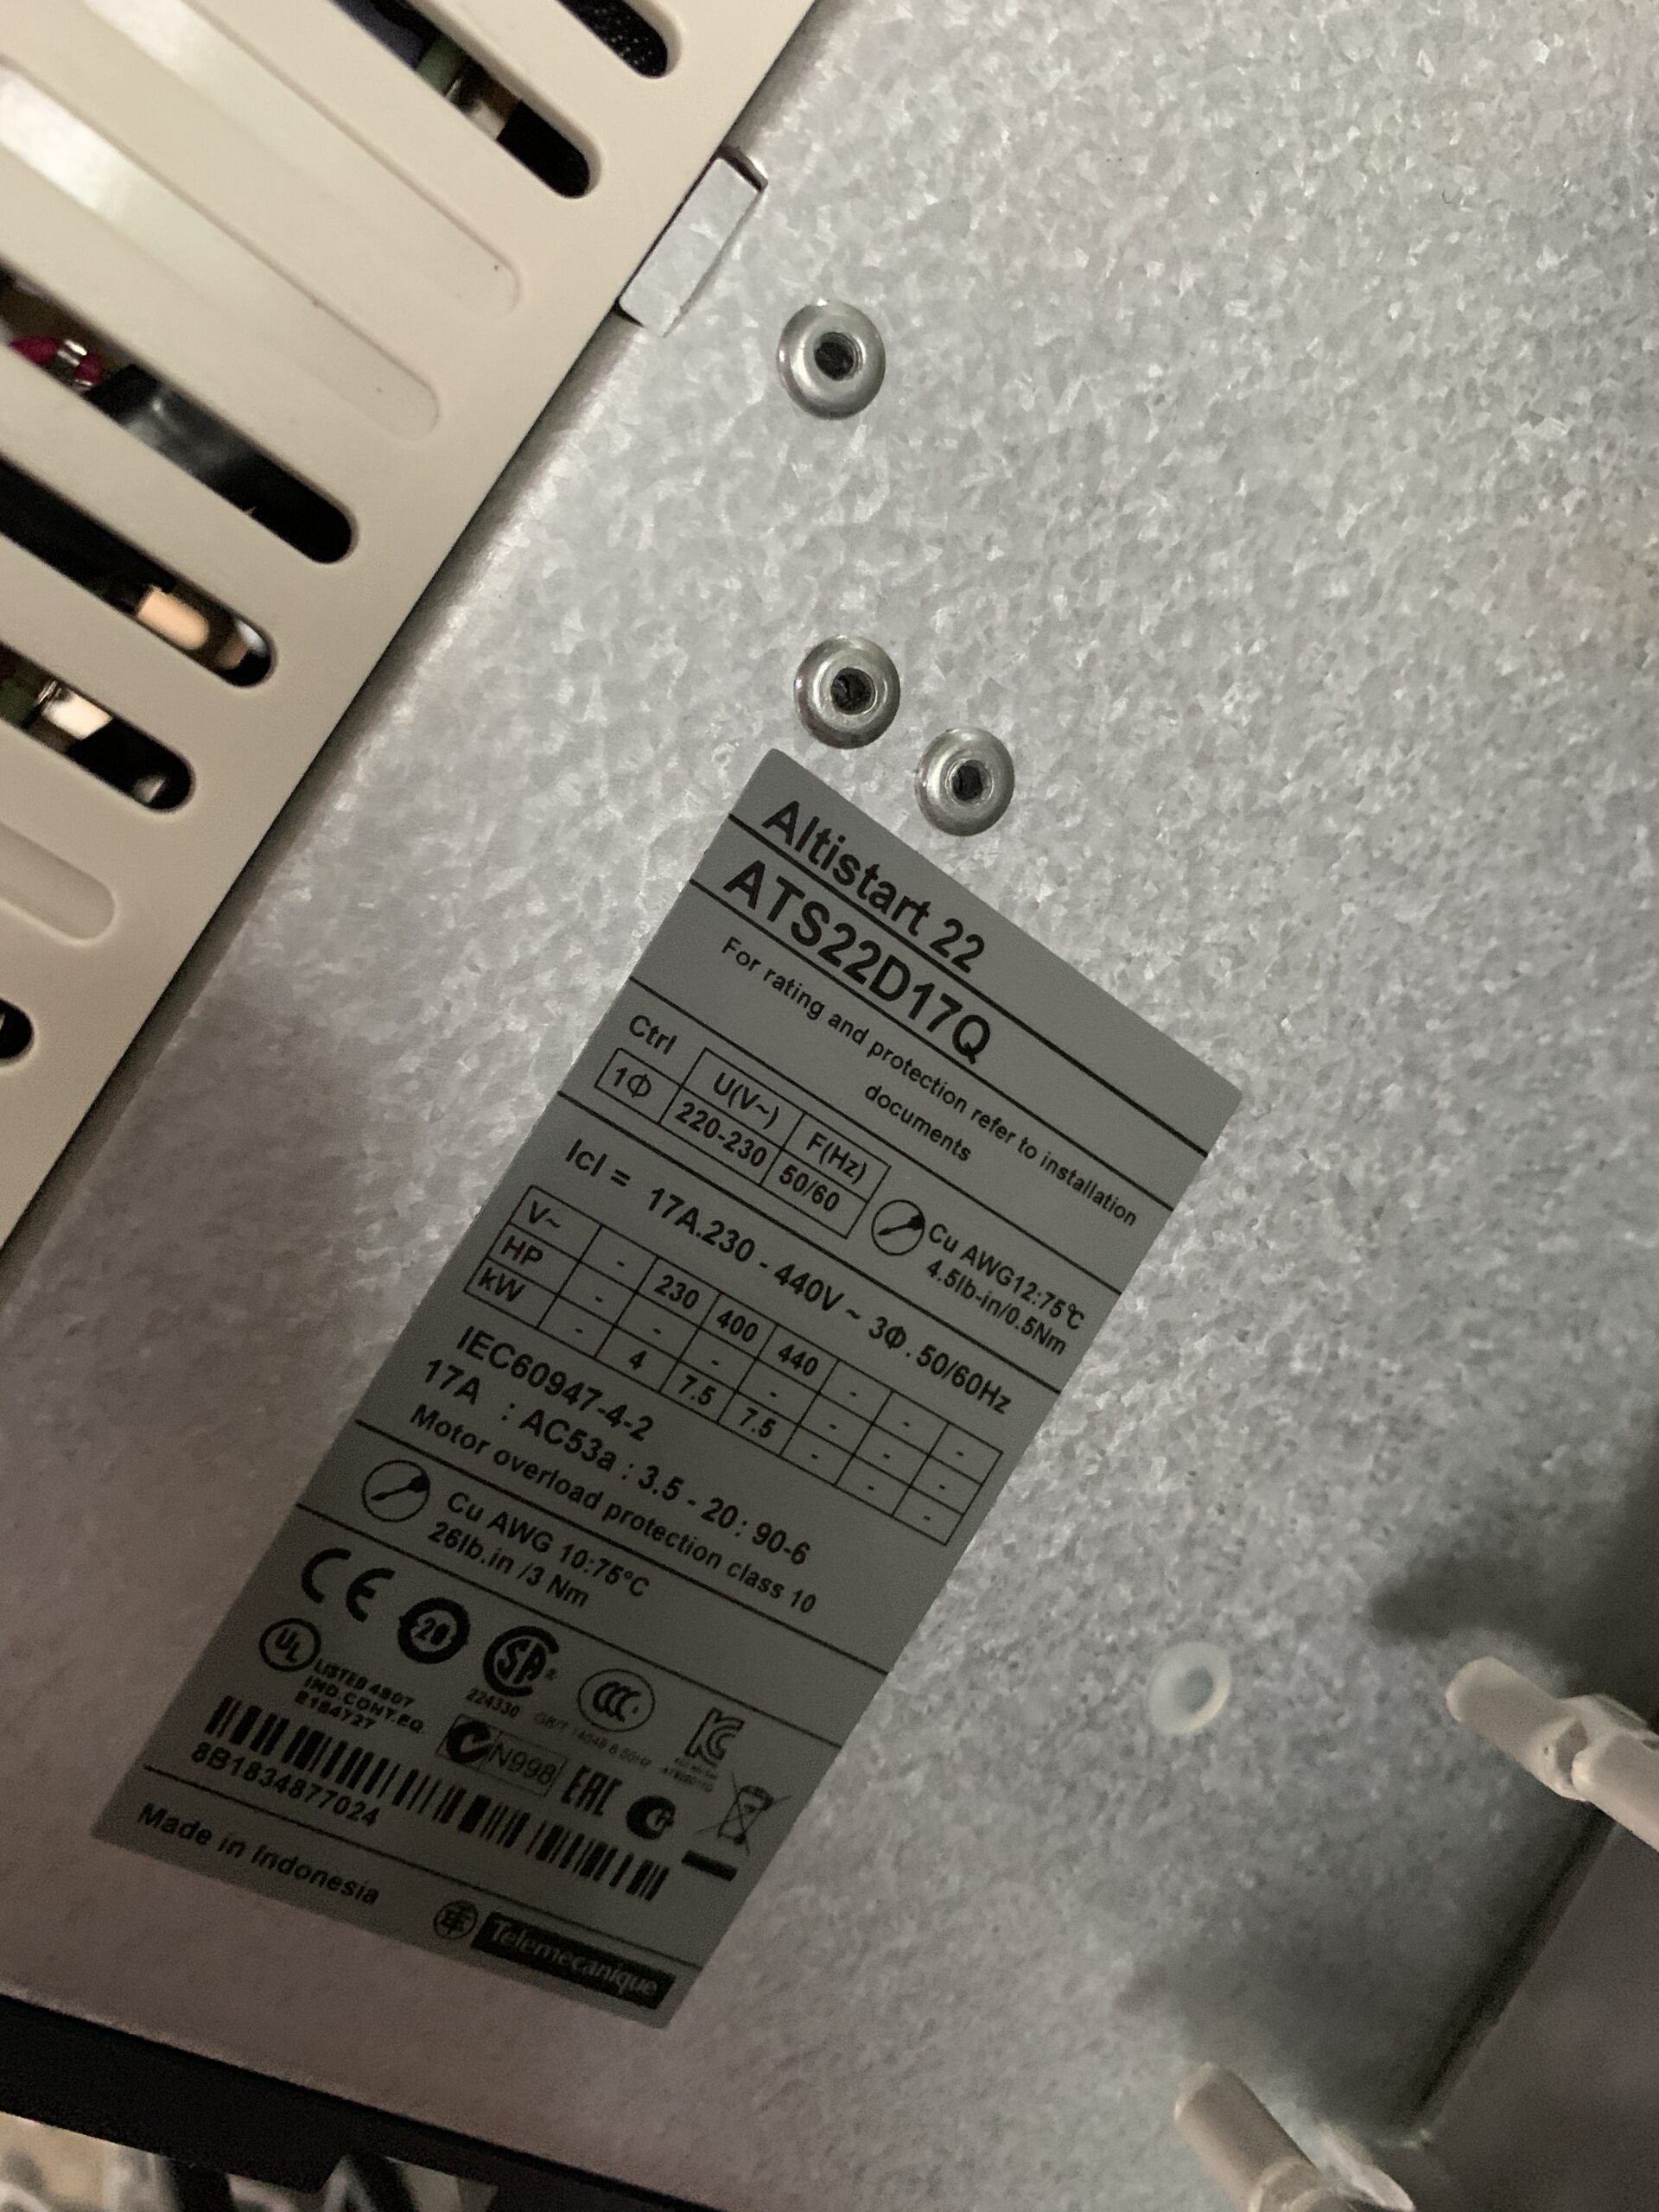 Altistart 22
ATS22D17Q
For rating and protection refer to installation
documents
Ctrl U(V~) F(Hz)
1Φ 220-230 50/60
Cu AWG12:75℃
4.5lb-in/0.5Nm
Icl = 17A.230 - 440V ~ 3Φ. 50/60Hz
V~ - 230 400 440 - - -
HP - - - - - - -
kW - 4 7.5 7.5 - - -
IEC60947-4-2
17A : AC53a : 3.5 - 20: 90-6
Motor overload protection class 10
Cu AWG 10:75°C
26lb.in /3 Nm
CE 20 SA® CCC KC
224330
UL LISTED 4907
IND.CONT.EQ.
E164727
N998 EAC
8B1834877024
Made in Indonesia
Telemecanique